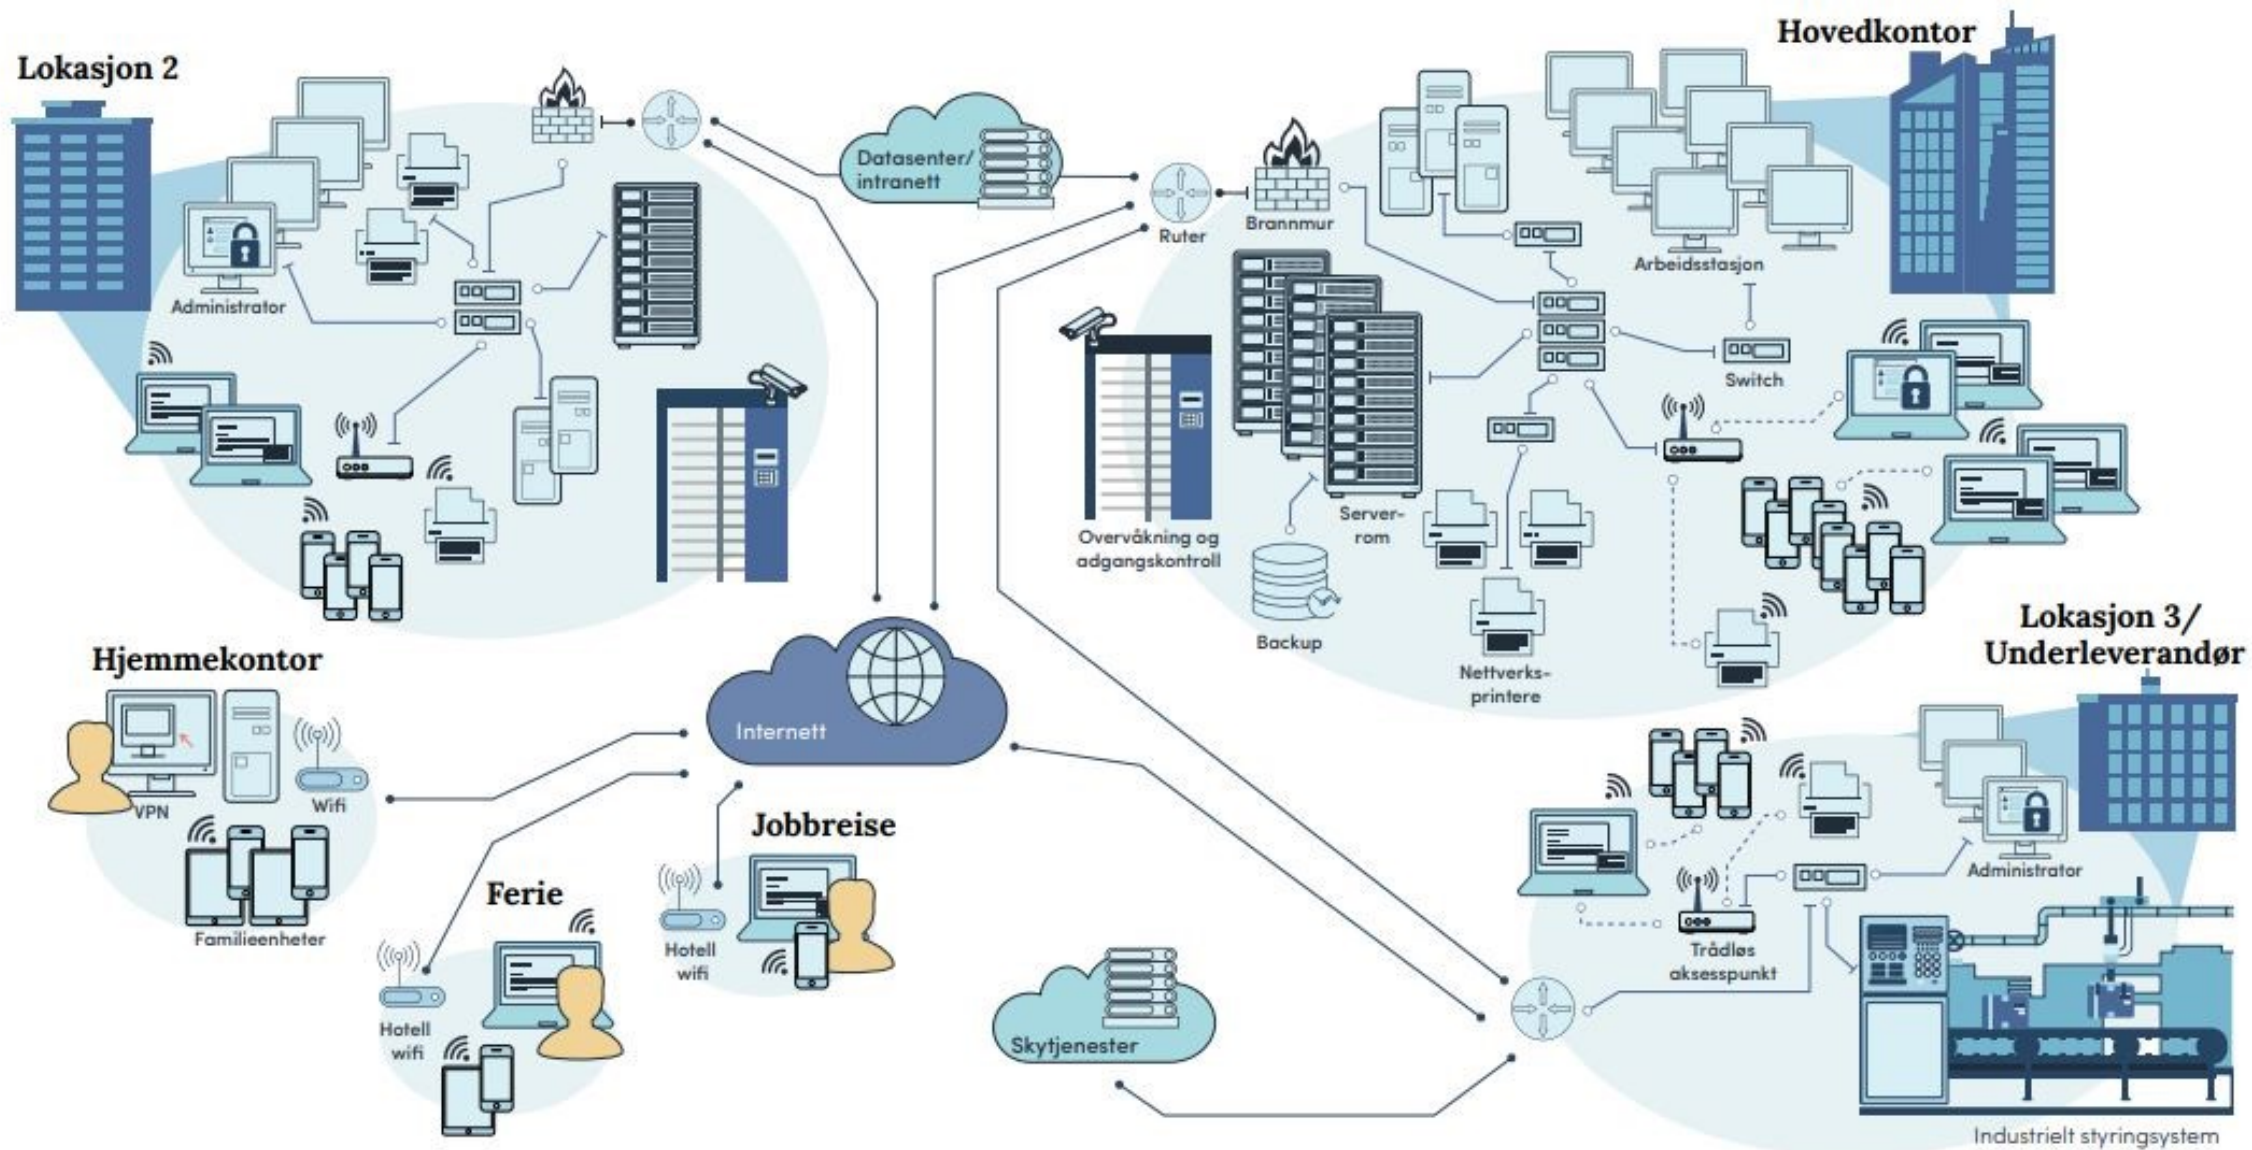 Hovedkontor
Lokasjon 2
Datasenter/
intranett
Ruter
Brannmur
Arbeidsstasjon
Administrator
Switch
Overvåkning og
adgangskontroll
Server-
rom
Backup
Nettverks-
printere
Lokasjon 3/
Underleverandør
Hjemmekontor
Internett
VPN
Wifi
Familieenheter
Jobbreise
Ferie
Hotell
wifi
Hotell
wifi
Administrator
Trådløs
aksesspunkt
Skytjenester
Industrielt styringsystem